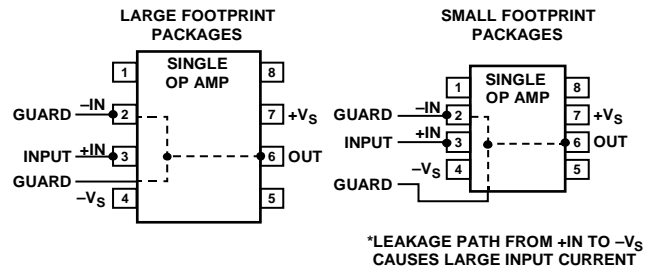 LARGE FOOTPRINT
PACKAGES
SINGLE
OP AMP
1
8
GUARD
–IN
2
7
+VS
INPUT
+IN
3
6
OUT
GUARD
–VS
4
5
SMALL FOOTPRINT
PACKAGES
SINGLE
OP AMP
1
8
GUARD
–IN
2
7
+VS
INPUT
+IN
3
6
OUT
–VS
4
5
GUARD
*LEAKAGE PATH FROM +IN TO –VS
CAUSES LARGE INPUT CURRENT